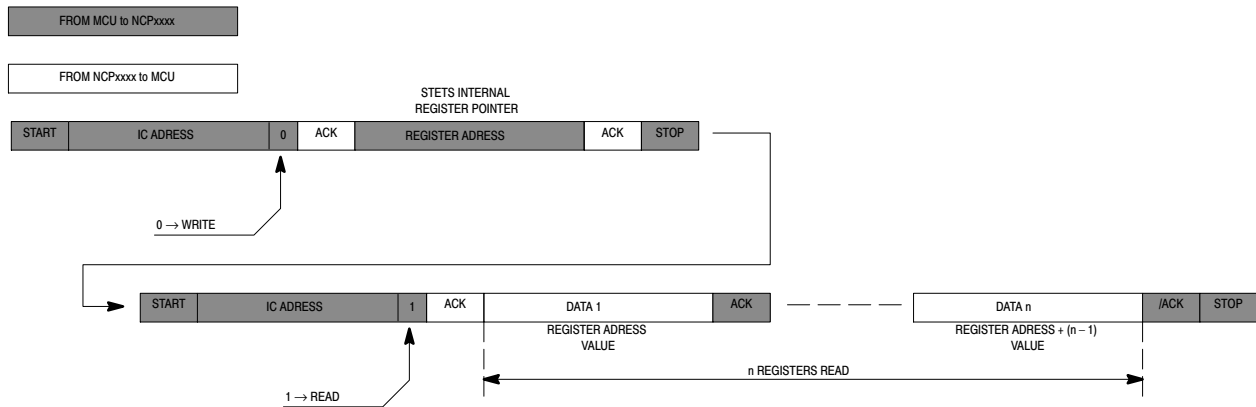 FROM MCU to NCPxxxx
FROM NCPxxxx to MCU
STETS INTERNAL
REGISTER POINTER
START IC ADRESS 0 ACK REGISTER ADRESS ACK STOP
0 → WRITE
START IC ADRESS 1 ACK DATA 1 ACK DATA n /ACK STOP
REGISTER ADRESS
VALUE
REGISTER ADRESS + (n – 1)
VALUE
n REGISTERS READ
1 → READ